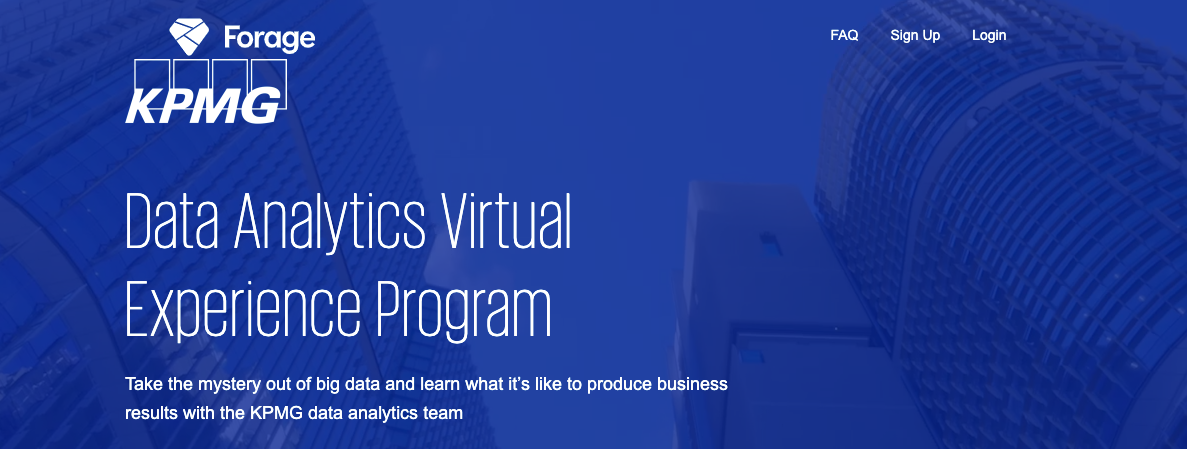 Forage
FAQ Sign Up Login
KPMG
Data Analytics Virtual
Experience Program
Take the mystery out of big data and learn what it's like to produce business
results with the KPMG data analytics team